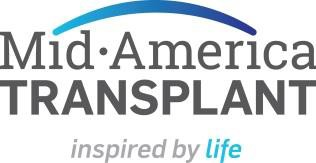 Mid·America
TRANSPLANT
inspired by life